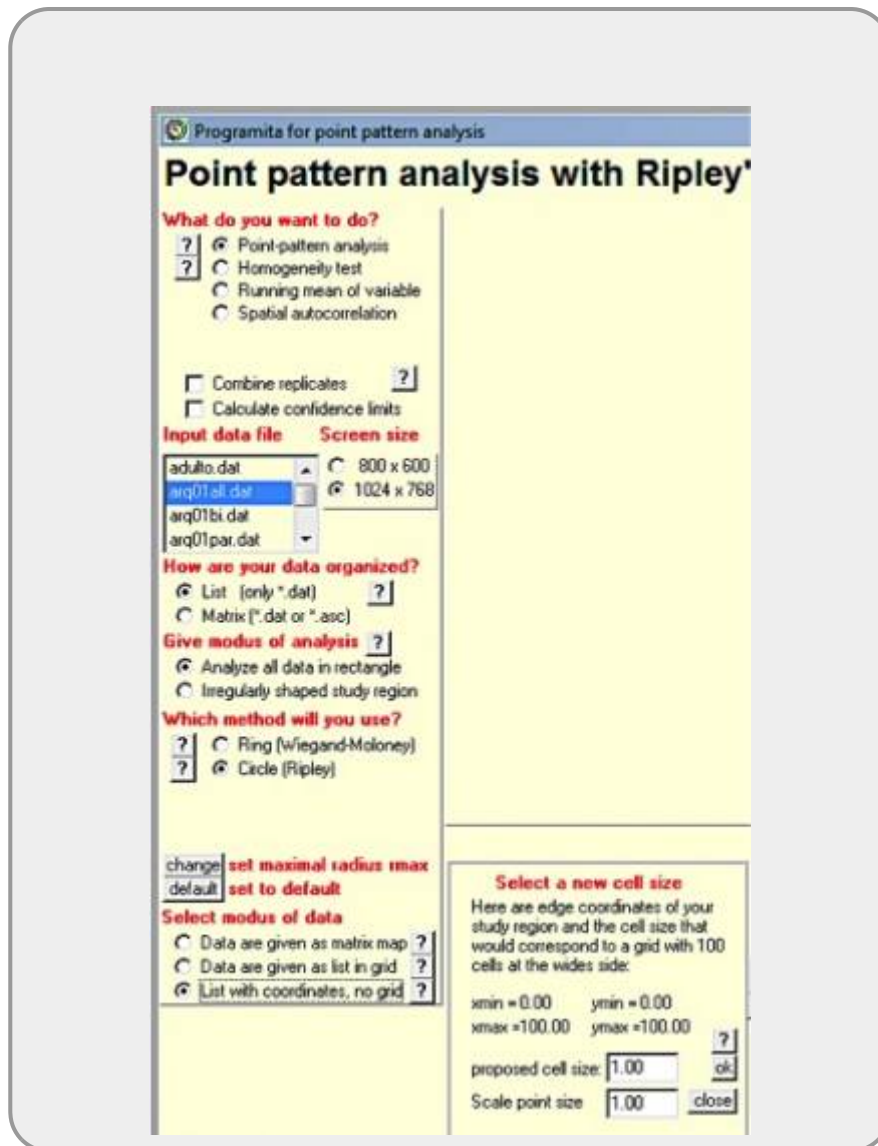 Programita for point pattern analysis
Point pattern analysis with Ripley'
What do you want to do?
? Point-pattern analysis
? Homogeneity test
Running mean of variable
Spatial autocorrelation
Combine replicates ?
Calculate confidence limits
Input data file Screen size
adulto.dat 800 x 600
arq01all.dat 1024 x 768
arq01bi.dat
arq01par.dat
How are your data organized?
List (only *.dat) ?
Matrix (*.dat or *.asc)
Give modus of analysis ?
Analyze all data in rectangle
Irregularly shaped study region
Which method will you use?
? Ring (Wiegand-Moloney)
? Circle (Ripley)
change set maximal radius rmax
default set to default
Select modus of data
Data are given as matrix map ?
Data are given as list in grid ?
List with coordinates, no grid ?
Select a new cell size
Here are edge coordinates of your
study region and the cell size that
would correspond to a grid with 100
cells at the wides side:
xmin = 0.00 ymin = 0.00
xmax =100.00 ymax =100.00
?
proposed cell size: 1.00 ok
Scale point size 1.00 close